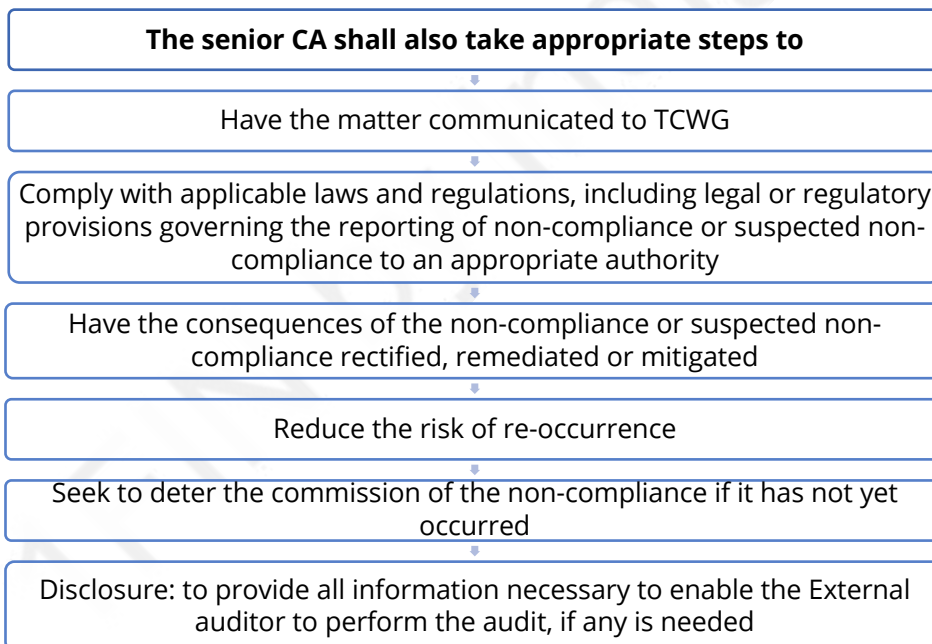 The senior CA shall also take appropriate steps to
Have the matter communicated to TCWG
Comply with applicable laws and regulations, including legal or regulatory
provisions governing the reporting of non-compliance or suspected non-
compliance to an appropriate authority
Have the consequences of the non-compliance or suspected non-
compliance rectified, remediated or mitigated
Reduce the risk of re-occurrence
Seek to deter the commission of the non-compliance if it has not yet
occurred
Disclosure: to provide all information necessary to enable the External
auditor to perform the audit, if any is needed